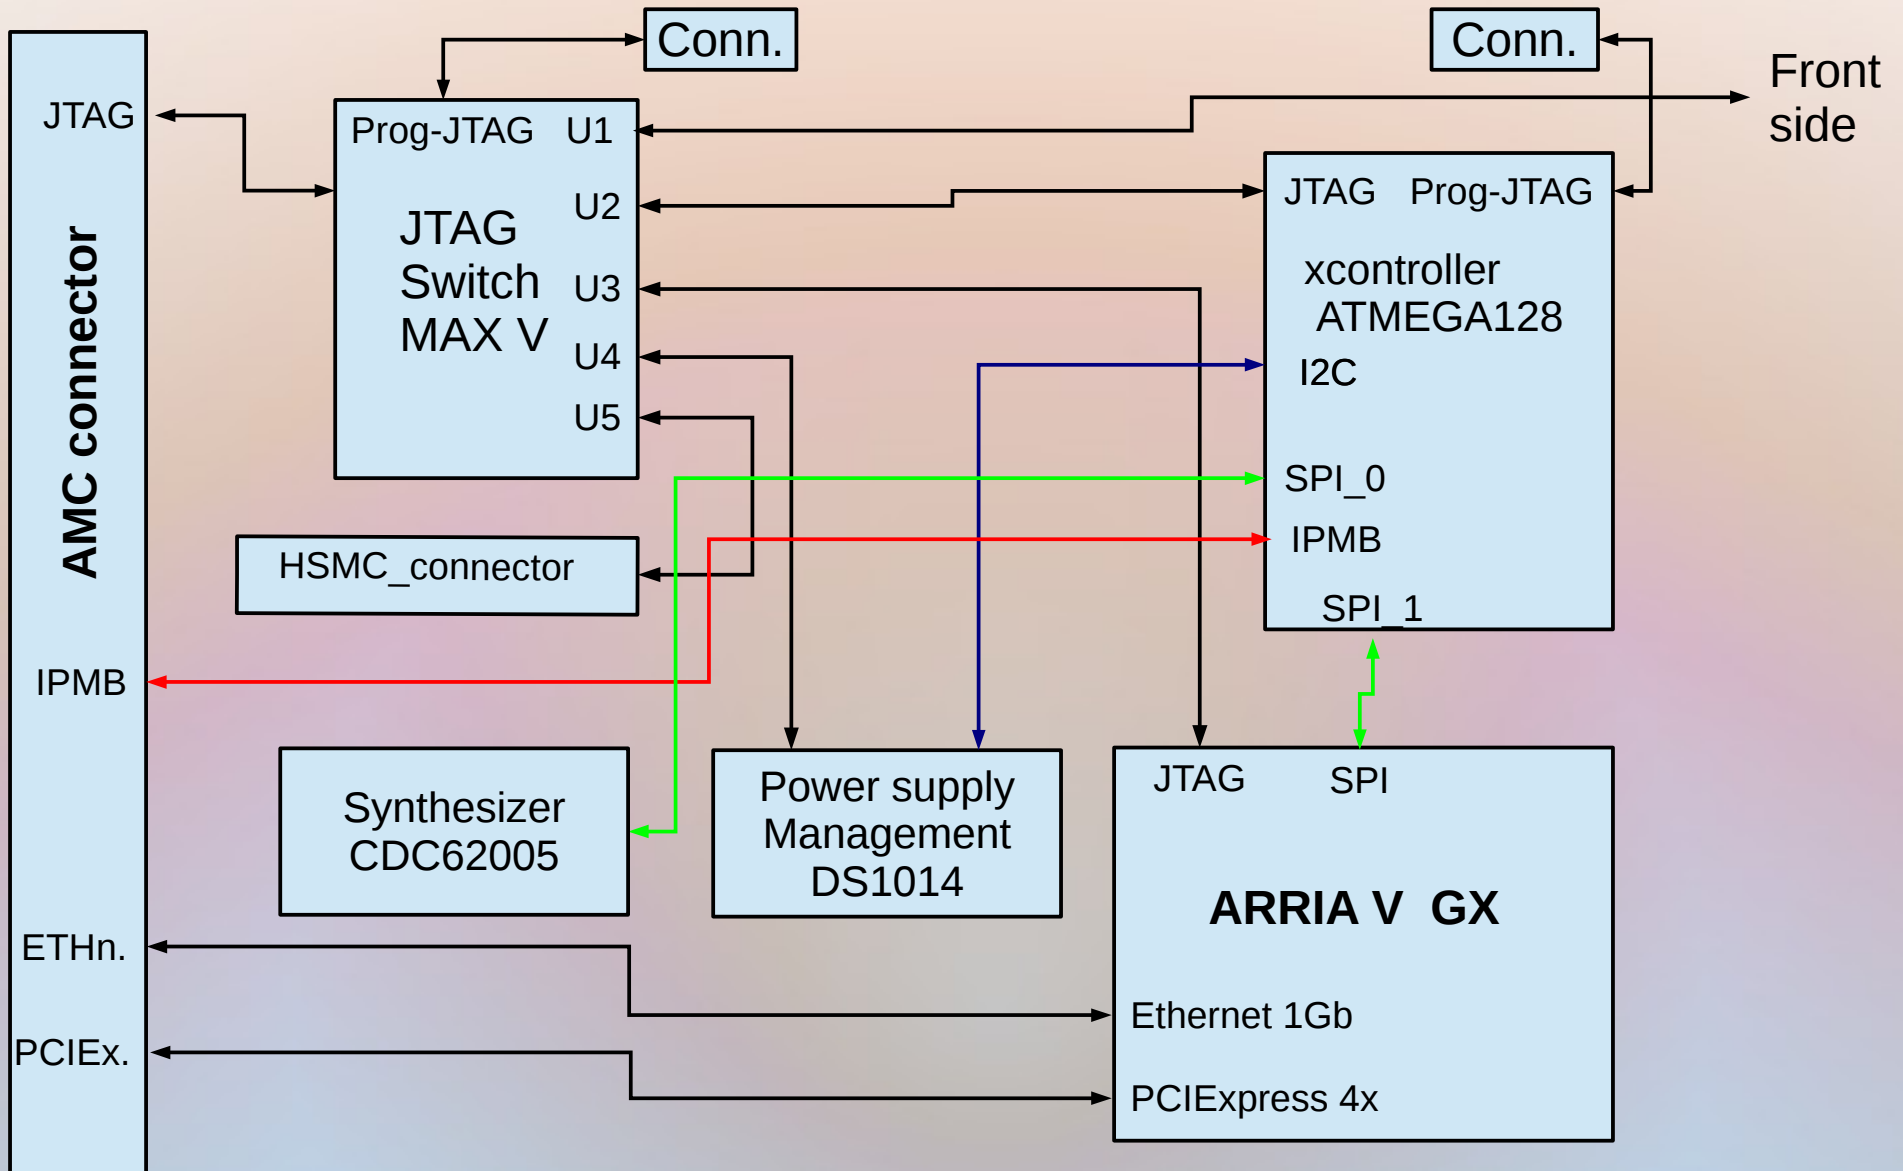 Conn.
Conn.
Front
side
JTAG
Prog-JTAG U1
U2
U3
U4
U5
JTAG
Switch
MAX V
JTAG Prog-JTAG
xcontroller
ATMEGA128
I2C
SPI_0
IPMB
SPI_1
AMC connector
HSMC_connector
IPMB
Synthesizer
CDC62005
Power supply
Management
DS1014
JTAG SPI
ARRIA V GX
ETHn.
Ethernet 1Gb
PCIEx.
PCIExpress 4x